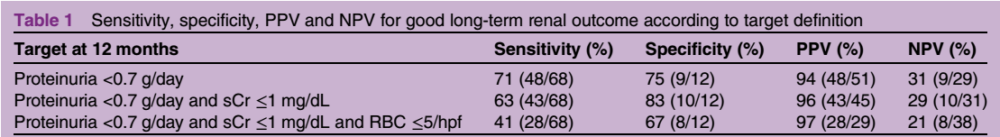 Table 1 Sensitivity, specificity, PPV and NPV for good long-term renal outcome according to target definition
Target at 12 months Sensitivity (%) Specificity (%) PPV (%) NPV (%)
Proteinuria <0.7 g/day 71 (48/68) 75 (9/12) 94 (48/51) 31 (9/29)
Proteinuria <0.7 g/day and sCr ≤1 mg/dL 63 (43/68) 83 (10/12) 96 (43/45) 29 (10/31)
Proteinuria <0.7 g/day and sCr ≤1 mg/dL and RBC ≤5/hpf 41 (28/68) 67 (8/12) 97 (28/29) 21 (8/38)